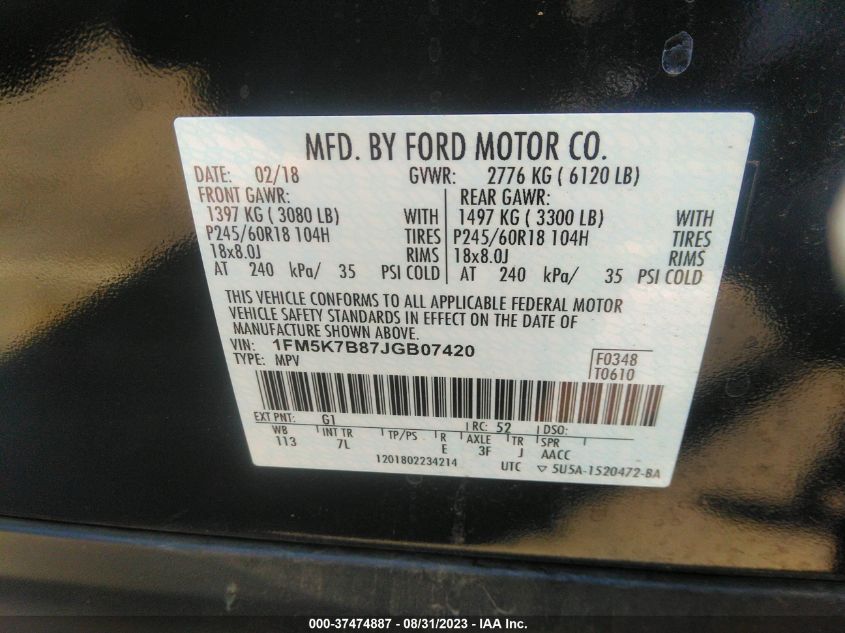 MFD. BY FORD MOTOR CO.
DATE: 02/18 GVWR: 2776 KG ( 6120 LB)
FRONT GAWR: REAR GAWR:
1397 KG ( 3080 LB) WITH 1497 KG ( 3300 LB) WITH
P245/60R18 104H TIRES P245/60R18 104H TIRES
18x8.0J RIMS 18x8.0J RIMS
AT 240 kPa/ 35 PSI COLD AT 240 kPa/ 35 PSI COLD
THIS VEHICLE CONFORMS TO ALL APPLICABLE FEDERAL MOTOR
VEHICLE SAFETY STANDARDS IN EFFECT ON THE DATE OF
MANUFACTURE SHOWN ABOVE.
VIN: 1FM5K7B87JGB07420
TYPE: MPV
F0348
T0610
EXT PNT: G1 RC: 52 DSO:
WB INT TR TP/PS R AXLE TR SPR
113 7L E 3F J AACC
1201802234214 UTC ▽ 5U5A-1520472-BA
000-37474887 - 08/31/2023 - IAA Inc.